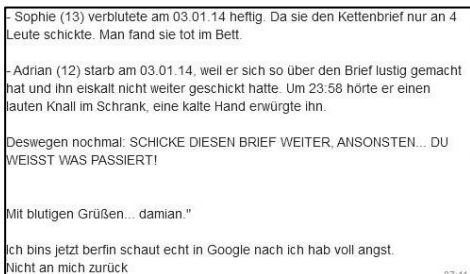 - Sophie (13) verblutete am 03.01.14 heftig. Da sie den Kettenbrief nur an 4
Leute schickte. Man fand sie tot im Bett.
- Adrian (12) starb am 03.01.14, weil er sich so über den Brief lustig gemacht
hat und ihn eiskalt nicht weiter geschickt hatte. Um 23:58 hörte er einen
lauten Knall im Schrank, eine kalte Hand erwürgte ihn.
Deswegen nochmal: SCHICKE DIESEN BRIEF WEITER, ANSONSTEN... DU
WEISST WAS PASSIERT!
Mit blutigen Grüßen... damian."
Ich bins jetzt berfin schaut echt in Google nach ich hab voll angst.
Nicht an mich zurück